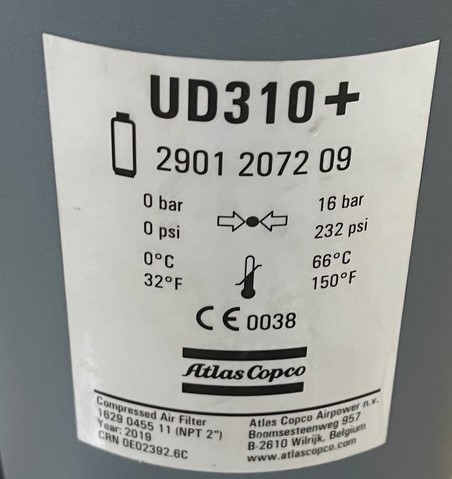 UD310+
2901 2072 09
0 bar 16 bar
0 psi 232 psi
0°C 66°C
32°F 150°F
CE 0038
Atlas Copco
Compressed Air Filter
1629 0455 11 (NPT 2")
Year: 2019
CRN 0E02392.6C
Atlas Copco Airpower n.v.
Boomsesteenweg 957
B-2610 Wilrijk, Belgium
www.atlascopco.com